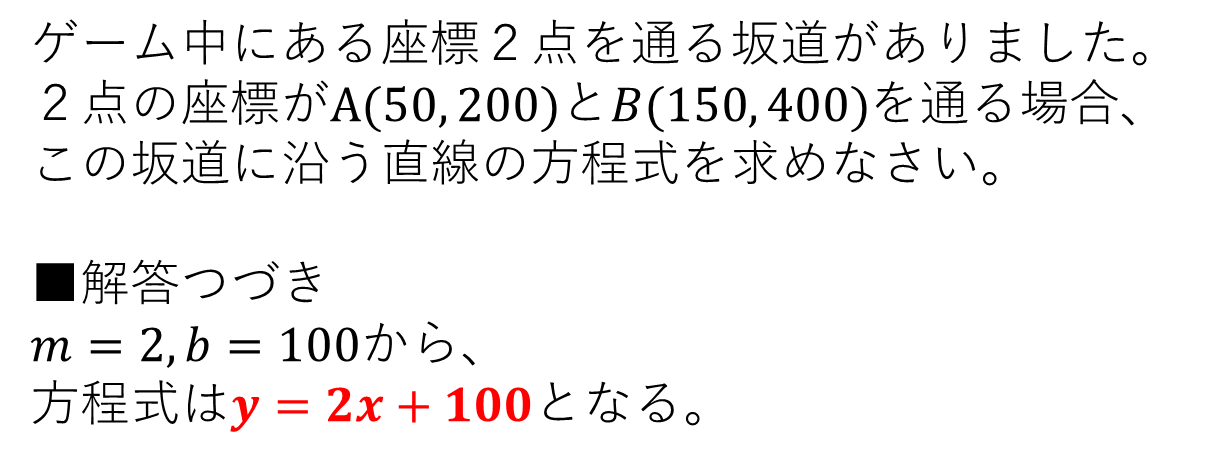 ゲーム中にある座標２点を通る坂道がありました。
２点の座標がA(50,200)とB(150,400)を通る場合、
この坂道に沿う直線の方程式を求めなさい。
■解答つづき
m = 2, b = 100から、
方程式はy = 2x + 100となる。